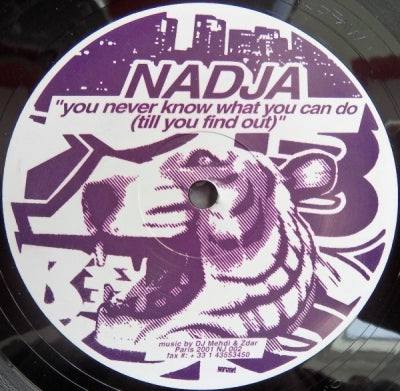 NADJA
"you never know what you can do
(till you find out)"
music by DJ Mehdi & Zdar
Paris 2001 NJ 002
fax #: + 33 1 43553450